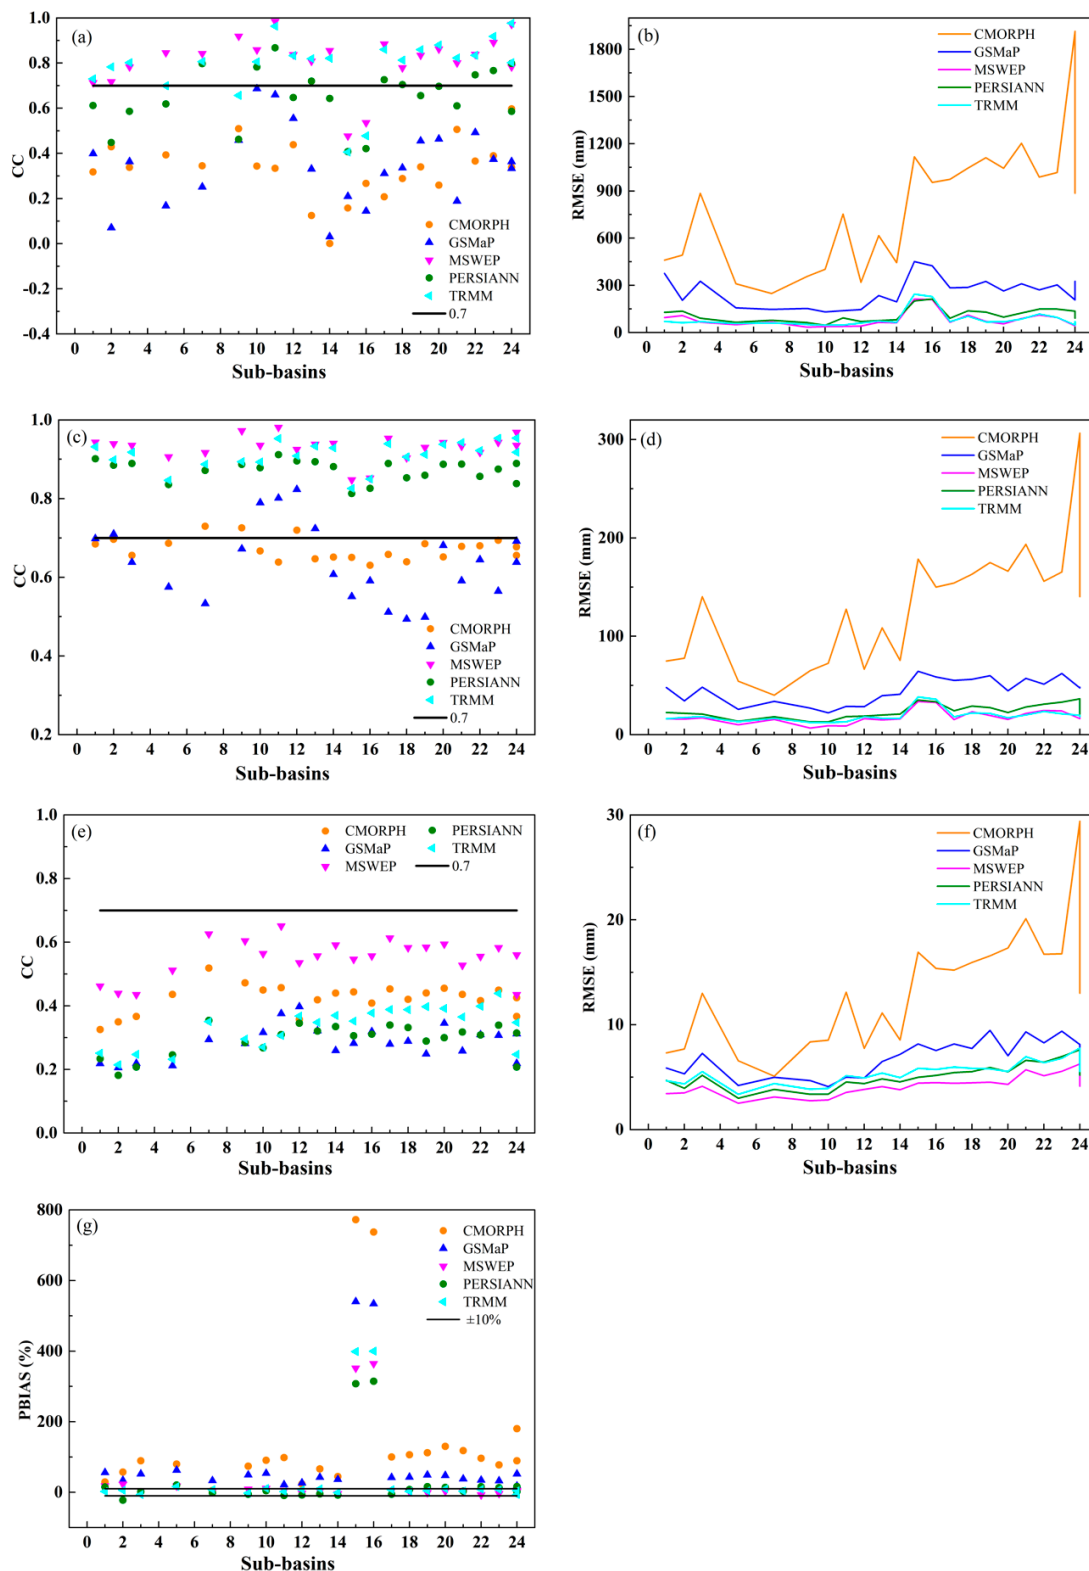 (a)
1.0
0.8
0.6
0.4
0.2
0.0
-0.2
-0.4
CC
CMORPH
GSMaP
MSWEP
PERSIANN
TRMM
0.7
0 2 4 6 8 10 12 14 16 18 20 22 24
Sub-basins
(b)
1800
1500
1200
900
600
300
0
RMSE (mm)
CMORPH
GSMaP
MSWEP
PERSIANN
TRMM
0 2 4 6 8 10 12 14 16 18 20 22 24
Sub-basins
(c)
1.0
0.8
0.6
0.4
0.2
CC
CMORPH
GSMaP
MSWEP
PERSIANN
TRMM
0.7
0 2 4 6 8 10 12 14 16 18 20 22 24
Sub-basins
(d)
300
200
100
0
RMSE (mm)
CMORPH
GSMaP
MSWEP
PERSIANN
TRMM
0 2 4 6 8 10 12 14 16 18 20 22 24
Sub-basins
(e)
1.0
0.8
0.6
0.4
0.2
0.0
CC
CMORPH PERSIANN
GSMaP TRMM
MSWEP 0.7
0 2 4 6 8 10 12 14 16 18 20 22 24
Sub-basins
(f)
30
20
10
0
RMSE (mm)
CMORPH
GSMaP
MSWEP
PERSIANN
TRMM
0 2 4 6 8 10 12 14 16 18 20 22 24
Sub-basins
(g)
800
600
400
200
0
PBIAS (%)
CMORPH
GSMaP
MSWEP
PERSIANN
TRMM
±10%
0 2 4 6 8 10 12 14 16 18 20 22 24
Sub-basins